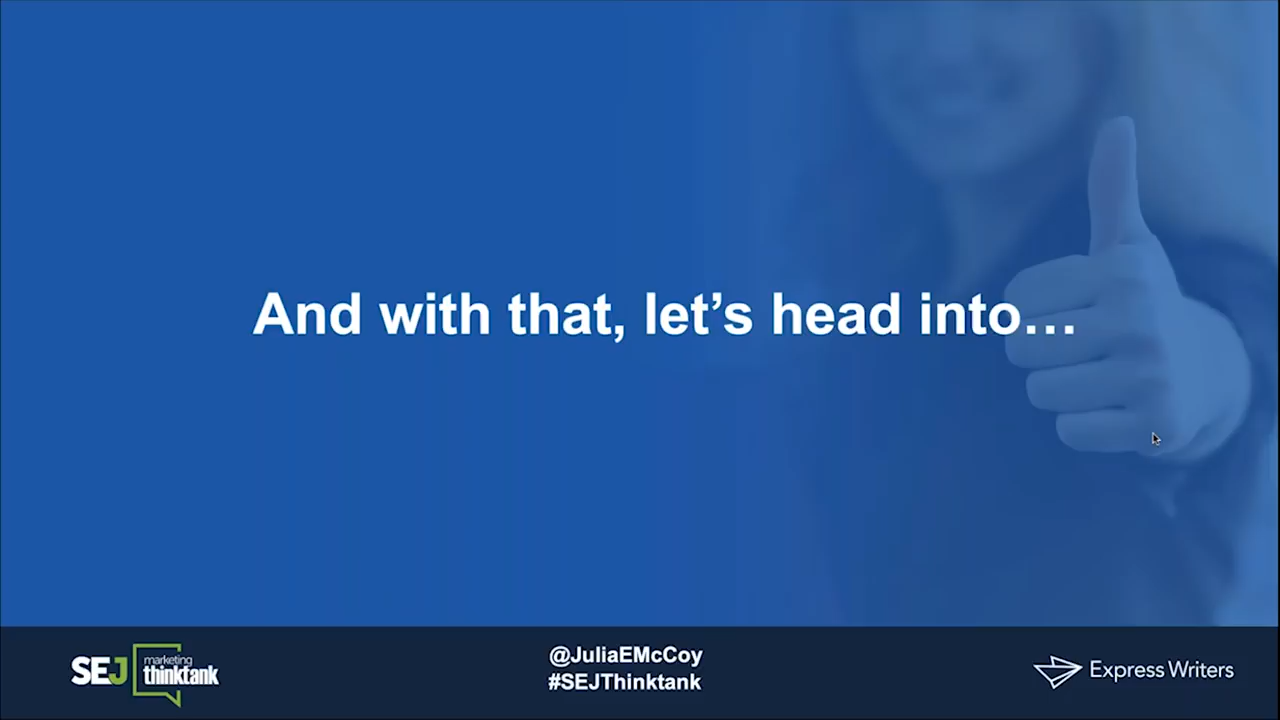 And with that, let’s head into…
SEJ marketing thinktank
@JuliaEMcCoy
#SEJThinktank
Express Writers